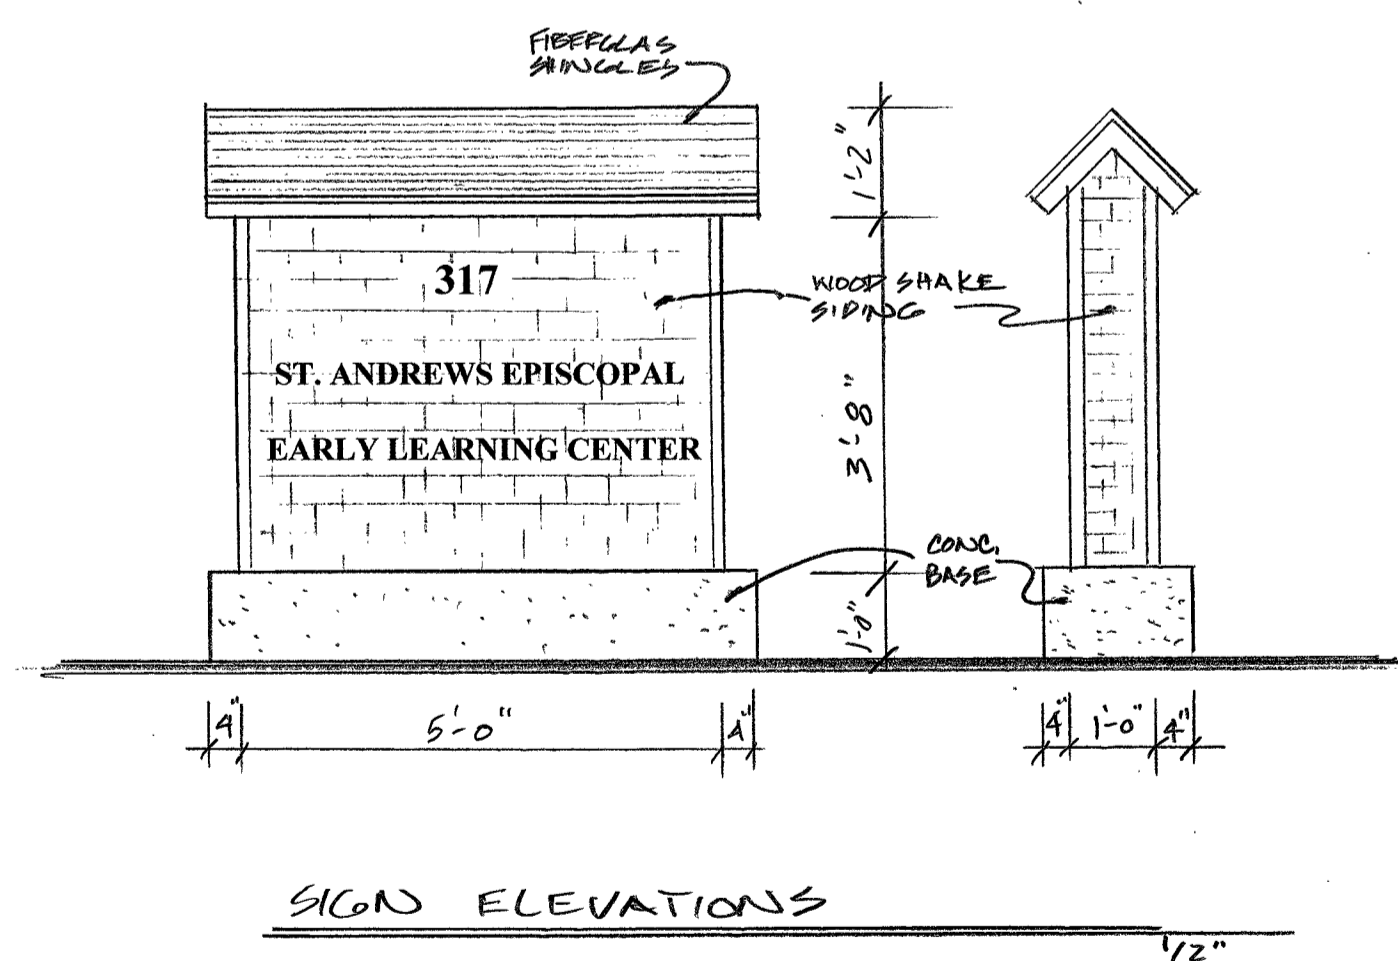 FIBERGLAS
SHINGLES
1'-2"
317
WOOD SHAKE
SIDING
ST. ANDREWS EPISCOPAL
3'-8"
EARLY LEARNING CENTER
CONC.
BASE
1'-0"
4" 5'-0" 4"
4" 1'-0" 4"
SIGN ELEVATIONS
1/2"